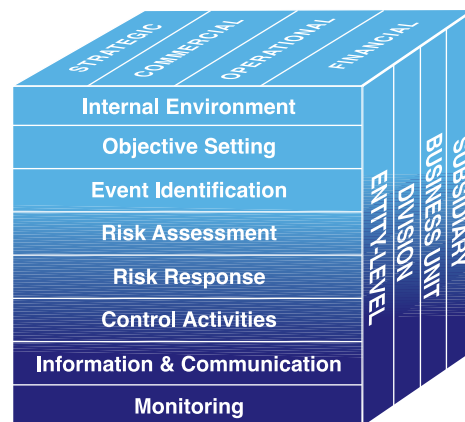 STRATEGIC
COMMERCIAL
OPERATIONAL
FINANCIAL
Internal Environment
Objective Setting
Event Identification
Risk Assessment
Risk Response
Control Activities
Information & Communication
Monitoring
ENTITY-LEVEL
DIVISION
BUSINESS UNIT
SUBSIDIARY